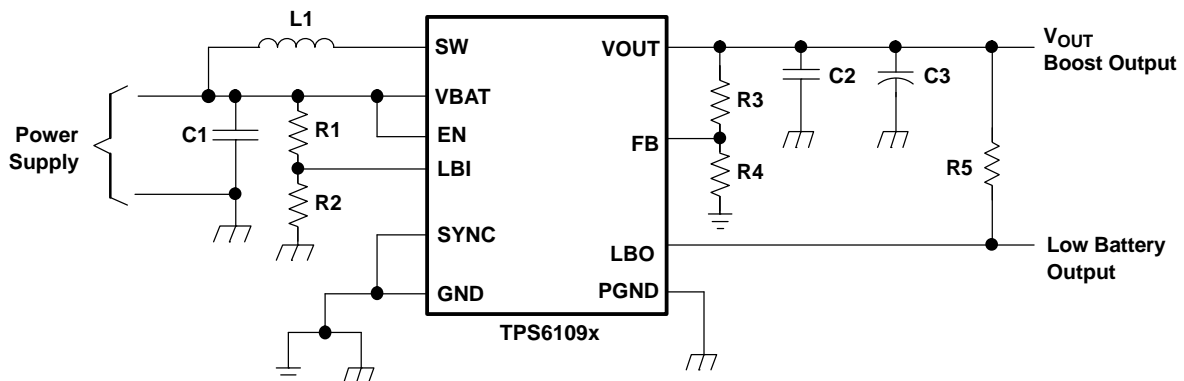 L1
SW
VOUT
V_OUT
Boost Output
C2
C3
R3
VBAT
Power
Supply
C1
R1
EN
FB
LBI
R4
R5
R2
SYNC
LBO
Low Battery
Output
GND
PGND
TPS6109x